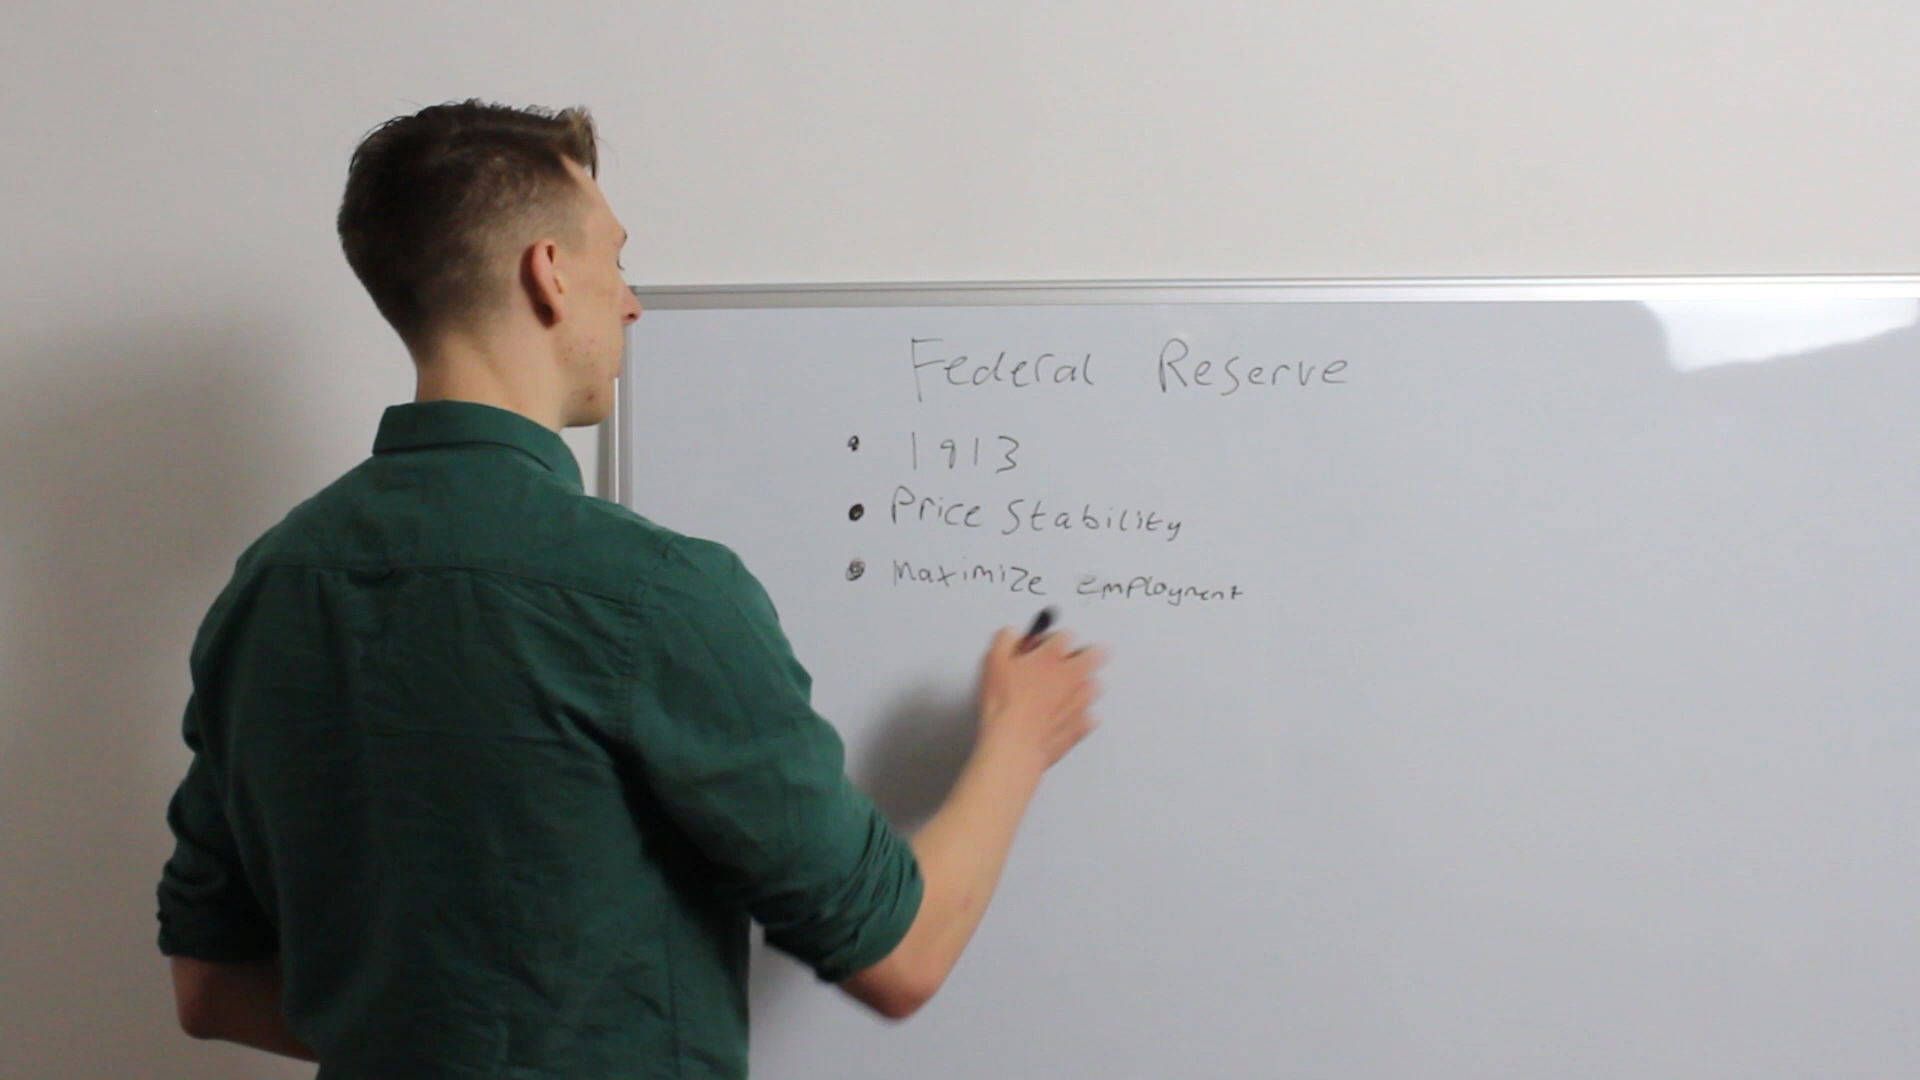 Federal Reserve
• 1913
• Price Stability
• Maximize employment